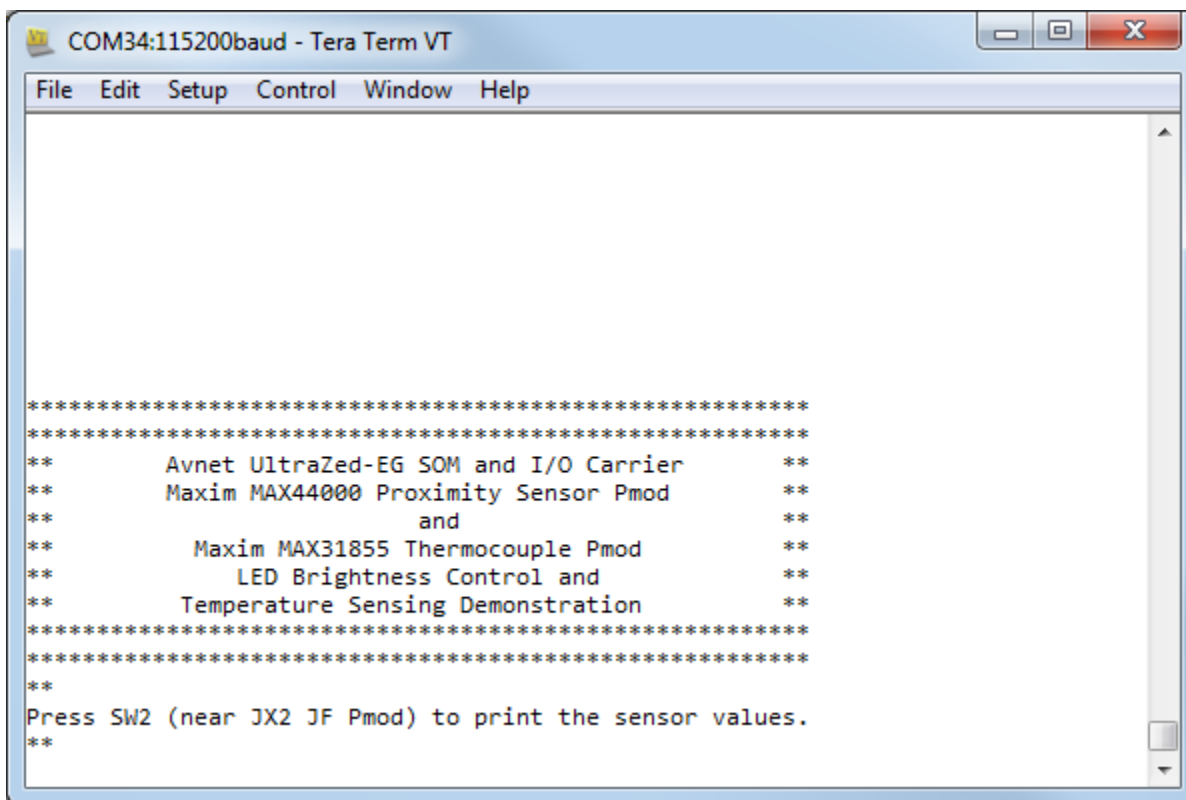 COM34:115200baud - Tera Term VT
File Edit Setup Control Window Help
********************************************************
********************************************************
** Avnet UltraZed-EG SOM and I/O Carrier **
** Maxim MAX44000 Proximity Sensor Pmod **
** and **
** Maxim MAX31855 Thermocouple Pmod **
** LED Brightness Control and **
** Temperature Sensing Demonstration **
********************************************************
********************************************************
**
Press SW2 (near JX2 JF Pmod) to print the sensor values.
**